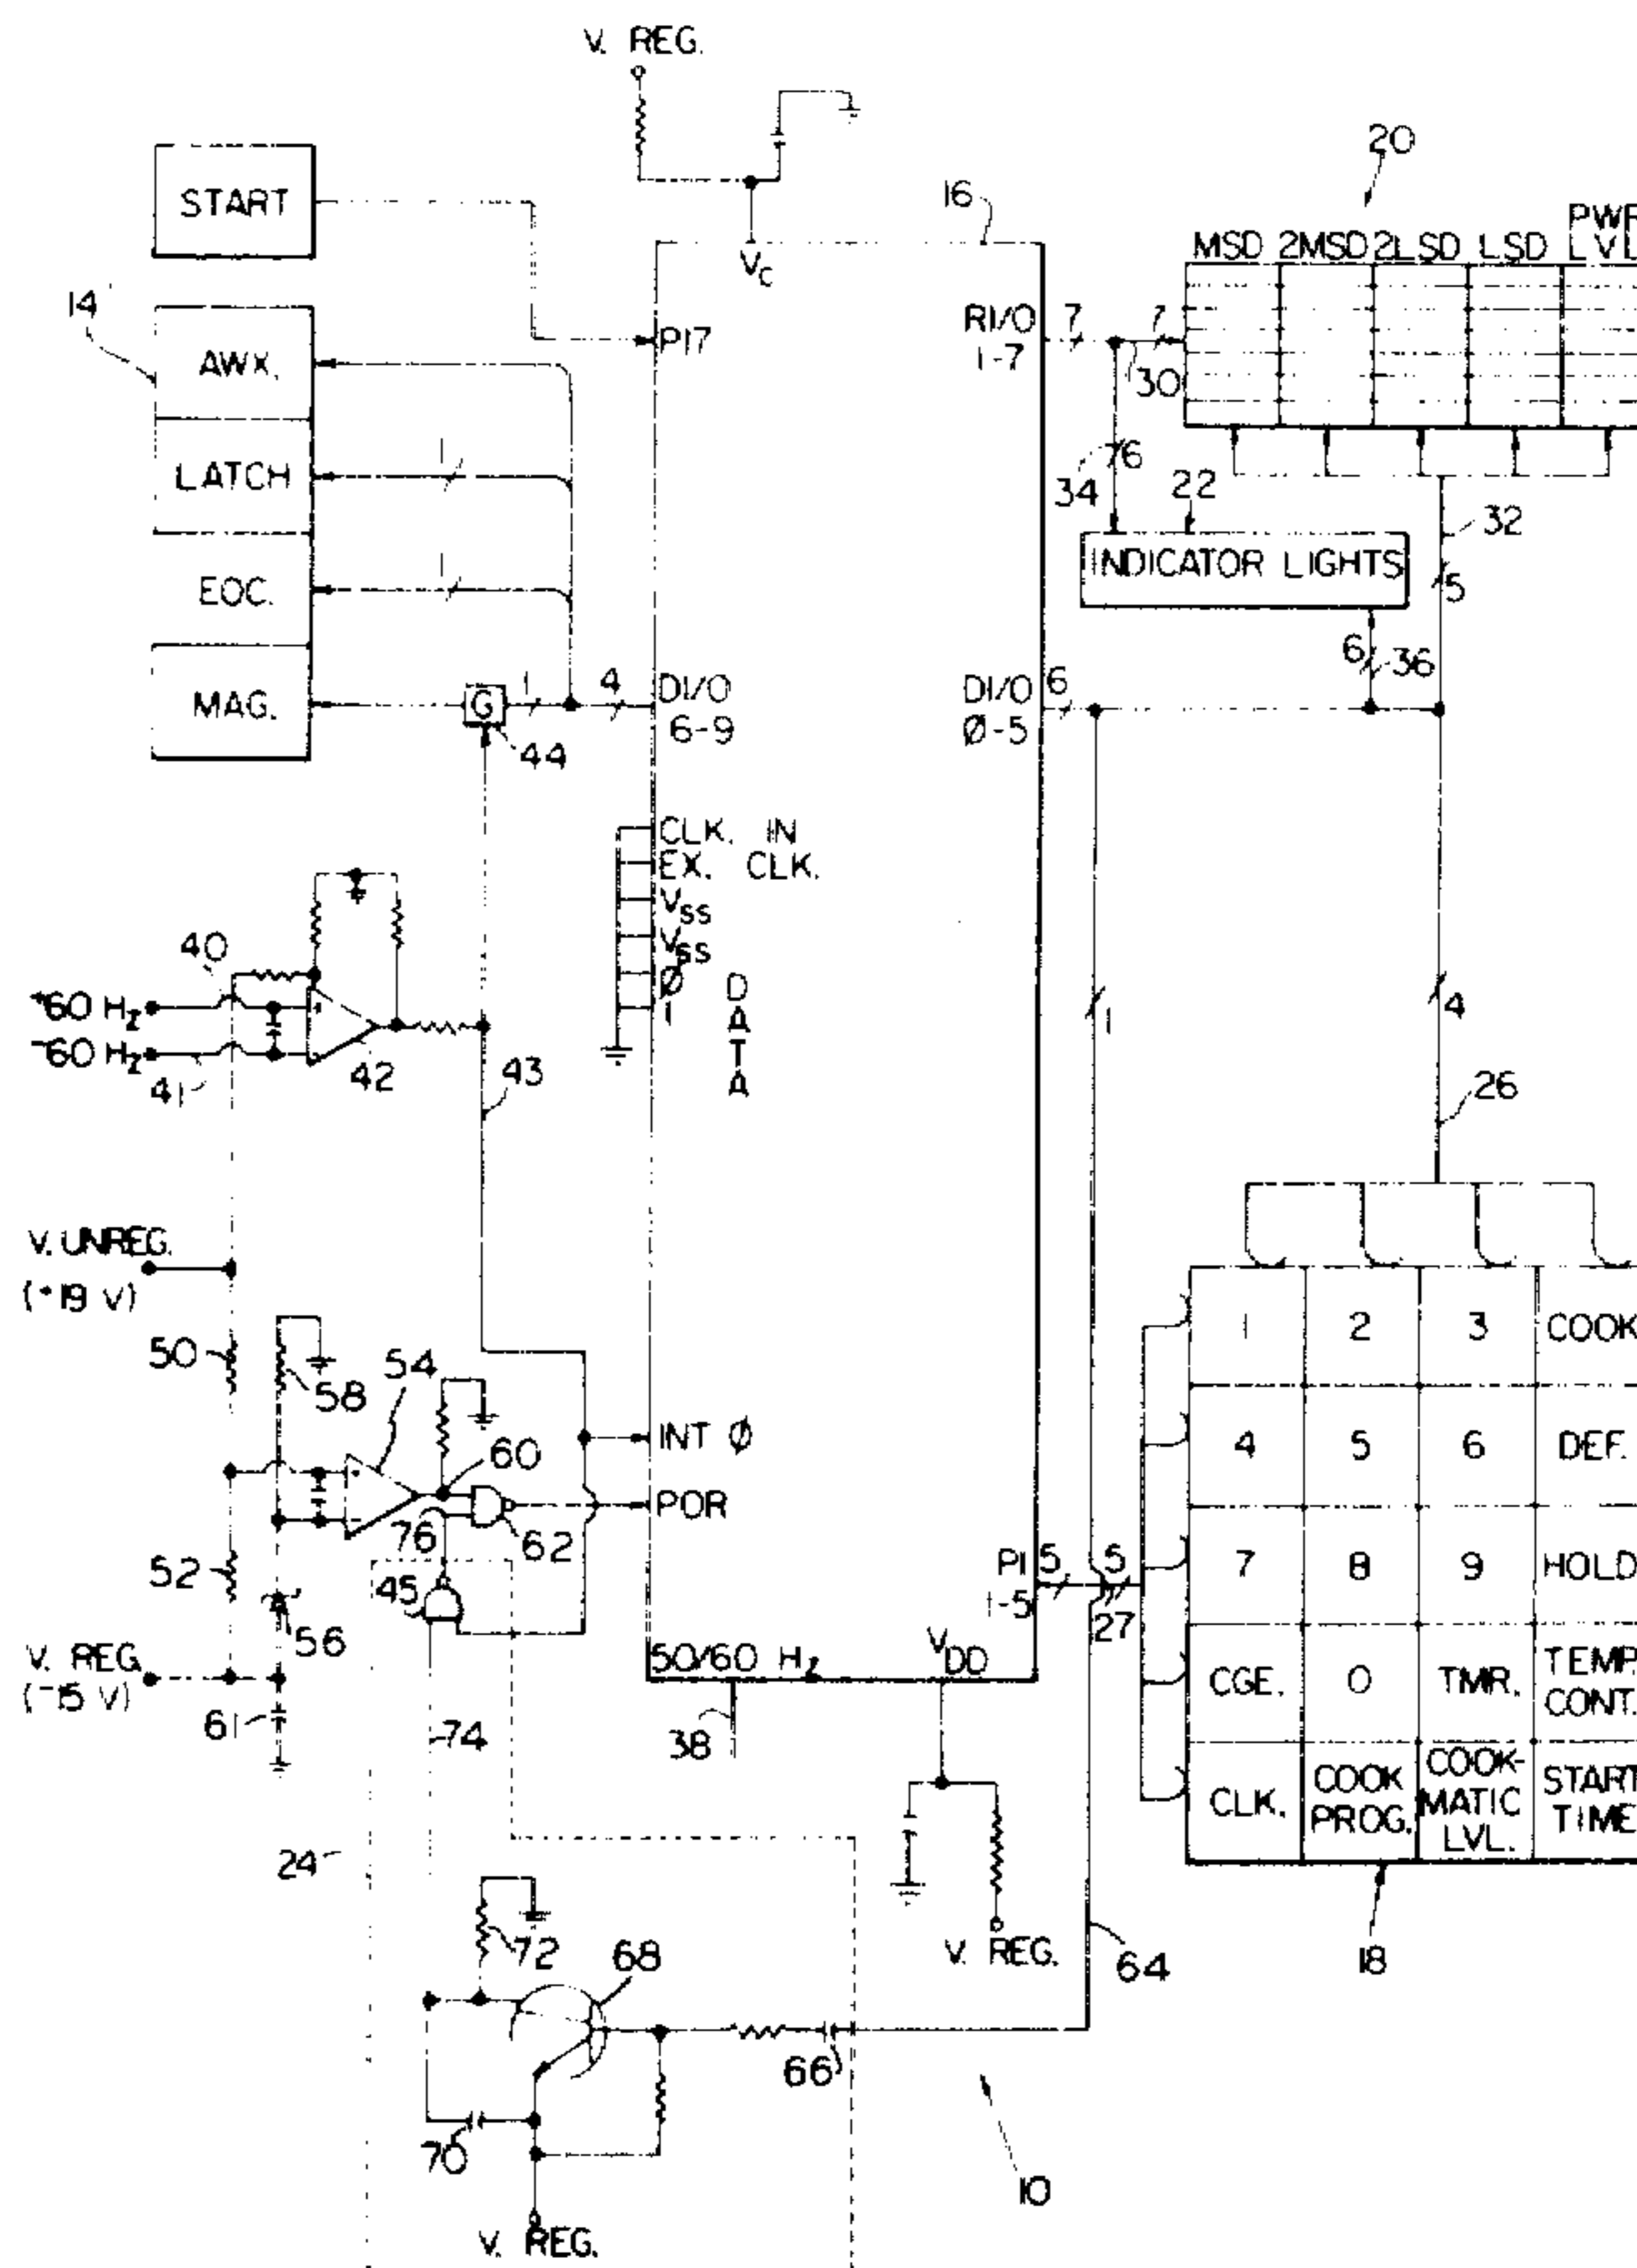 V. REG.
START
20
16
PWR
MSD 2MSD 2LSD LSD LVL
VC
14
AWX.
PI7
RI/O 7 7
1-7
30
LATCH
1
76
34
22
32
INDICATOR LIGHTS
5
EOC.
1
6
36
MAG.
G
1
4
DI/O
6-9
44
DI/O 6
Ø-5
CLK. IN
EX. CLK.
VSS
VSS
Ø
1
DATA
40
+60 Hz
-60 Hz
41
42
43
1
4
26
V. UNREG.
(+19 V)
50
58
54
60
INT Ø
POR
76
62
52
45
56
V. REG.
(-15 V)
61
PI 5 5
1-5
27
50/60 Hz
VDD
38
74
24
1 2 3 COOK
4 5 6 DEF.
7 8 9 HOLD
CGE. 0 TMR. TEMP. CONT.
CLK. COOK PROG. COOK-MATIC LVL. START TIME
18
V. REG.
64
72
68
66
70
10
V. REG.